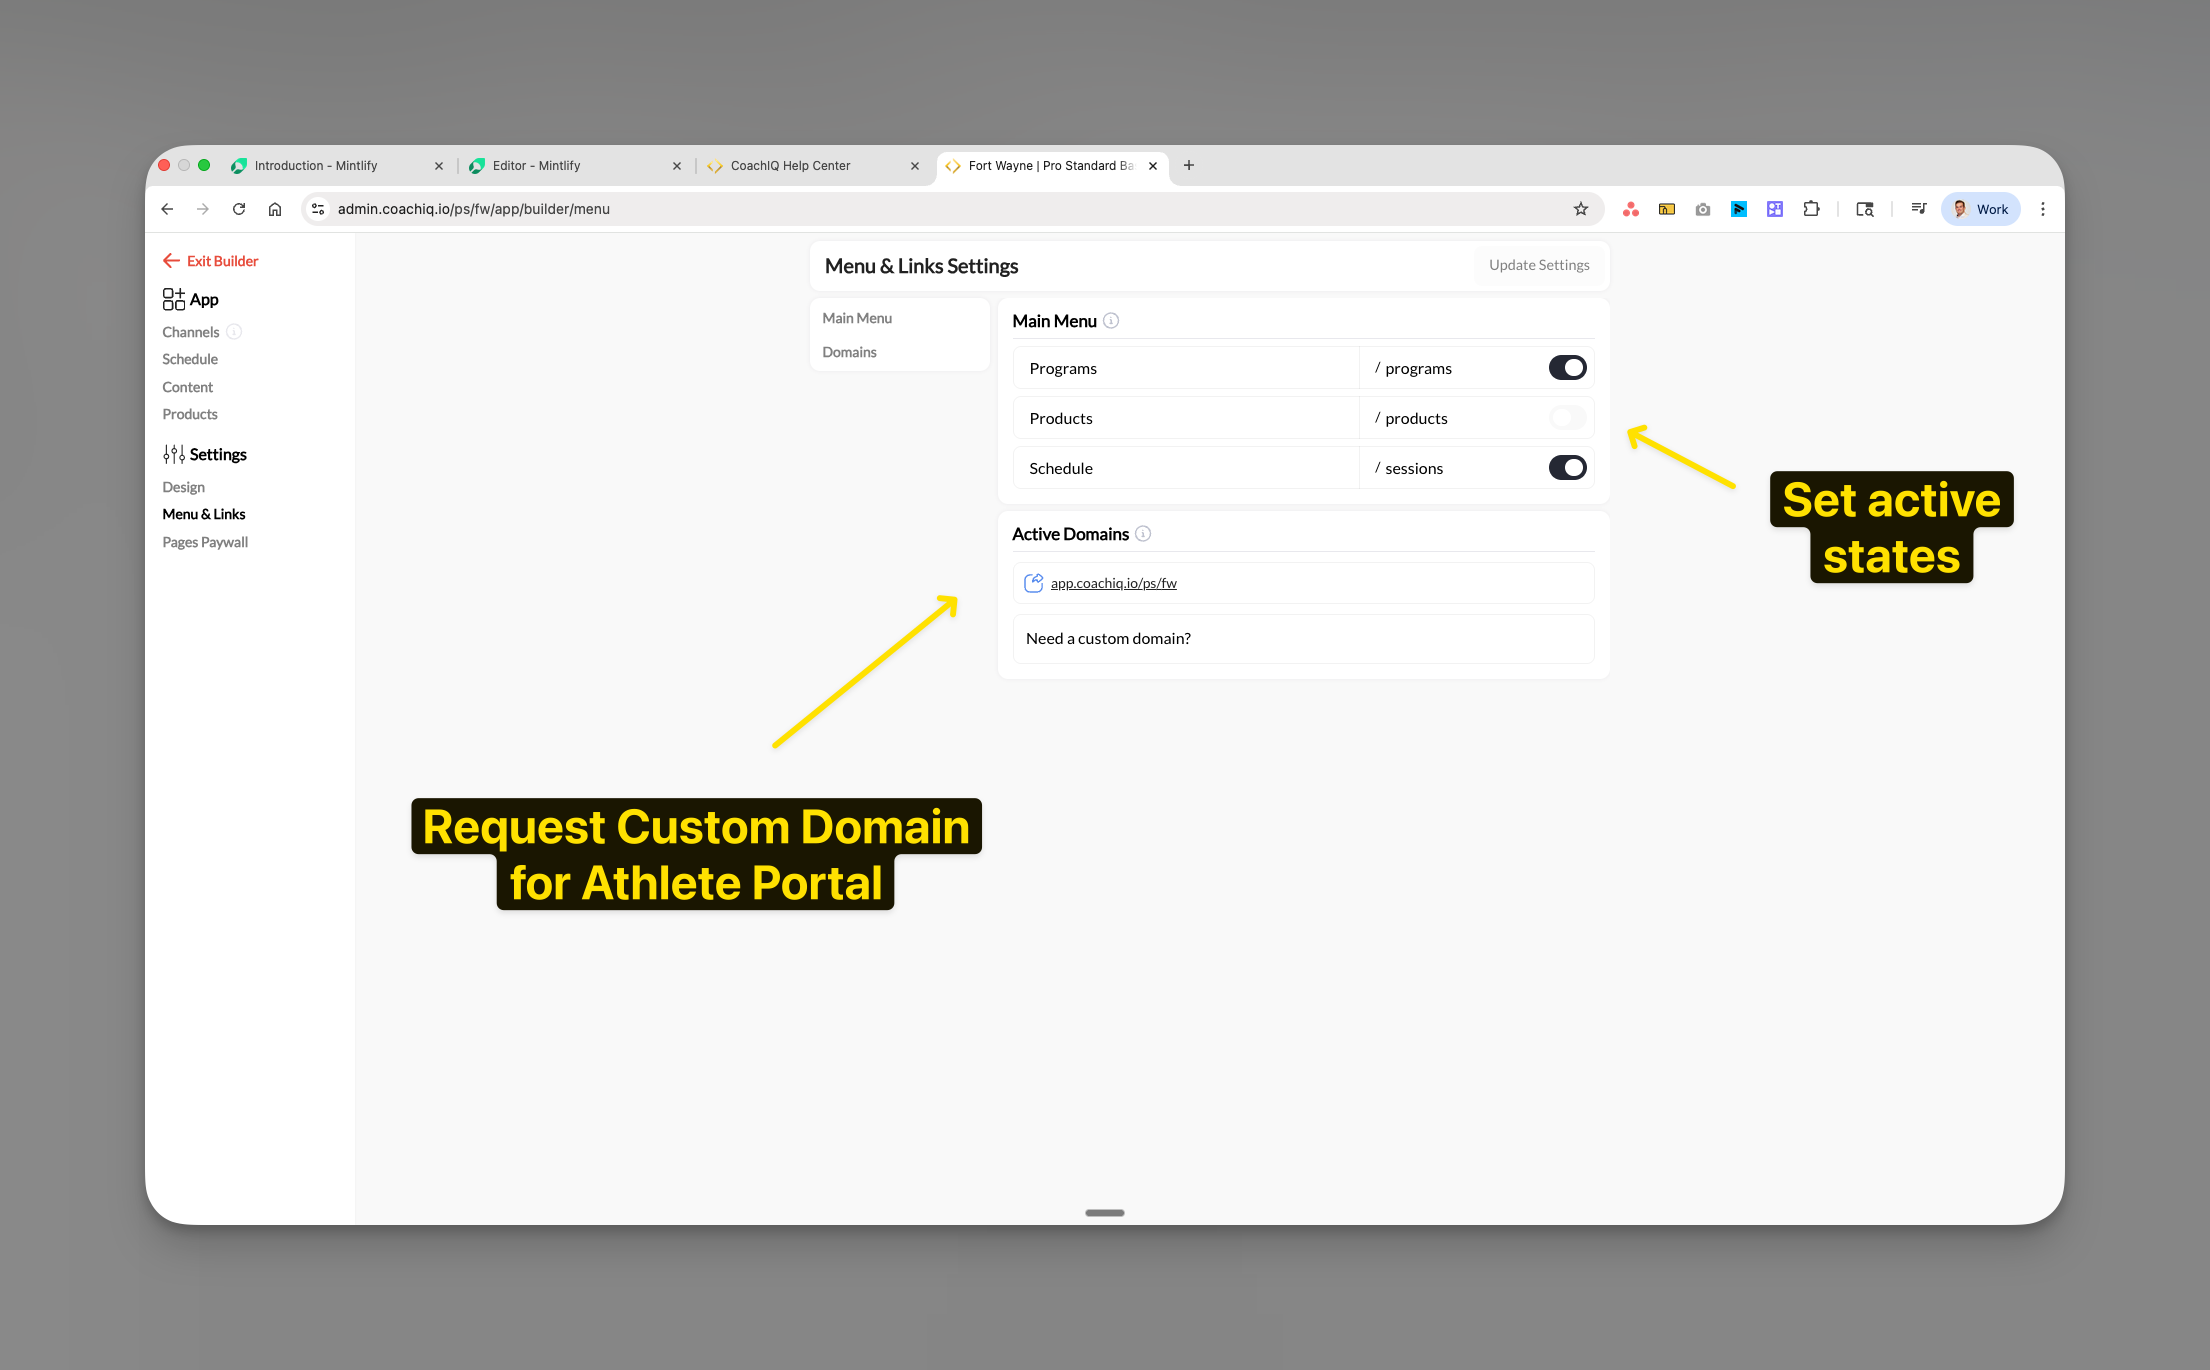 Introduction - Mintlify
Editor - Mintlify
CoachIQ Help Center
Fort Wayne | Pro Standard Ba
admin.coachiq.io/ps/fw/app/builder/menu
Work
Exit Builder
App
Channels
Schedule
Content
Products
Settings
Design
Menu & Links
Pages Paywall
Menu & Links Settings
Update Settings
Main Menu
Domains
Main Menu
Programs
/ programs
Products
/ products
Schedule
/ sessions
Active Domains
app.coachiq.io/ps/fw
Need a custom domain?
Set active
states
Request Custom Domain
for Athlete Portal